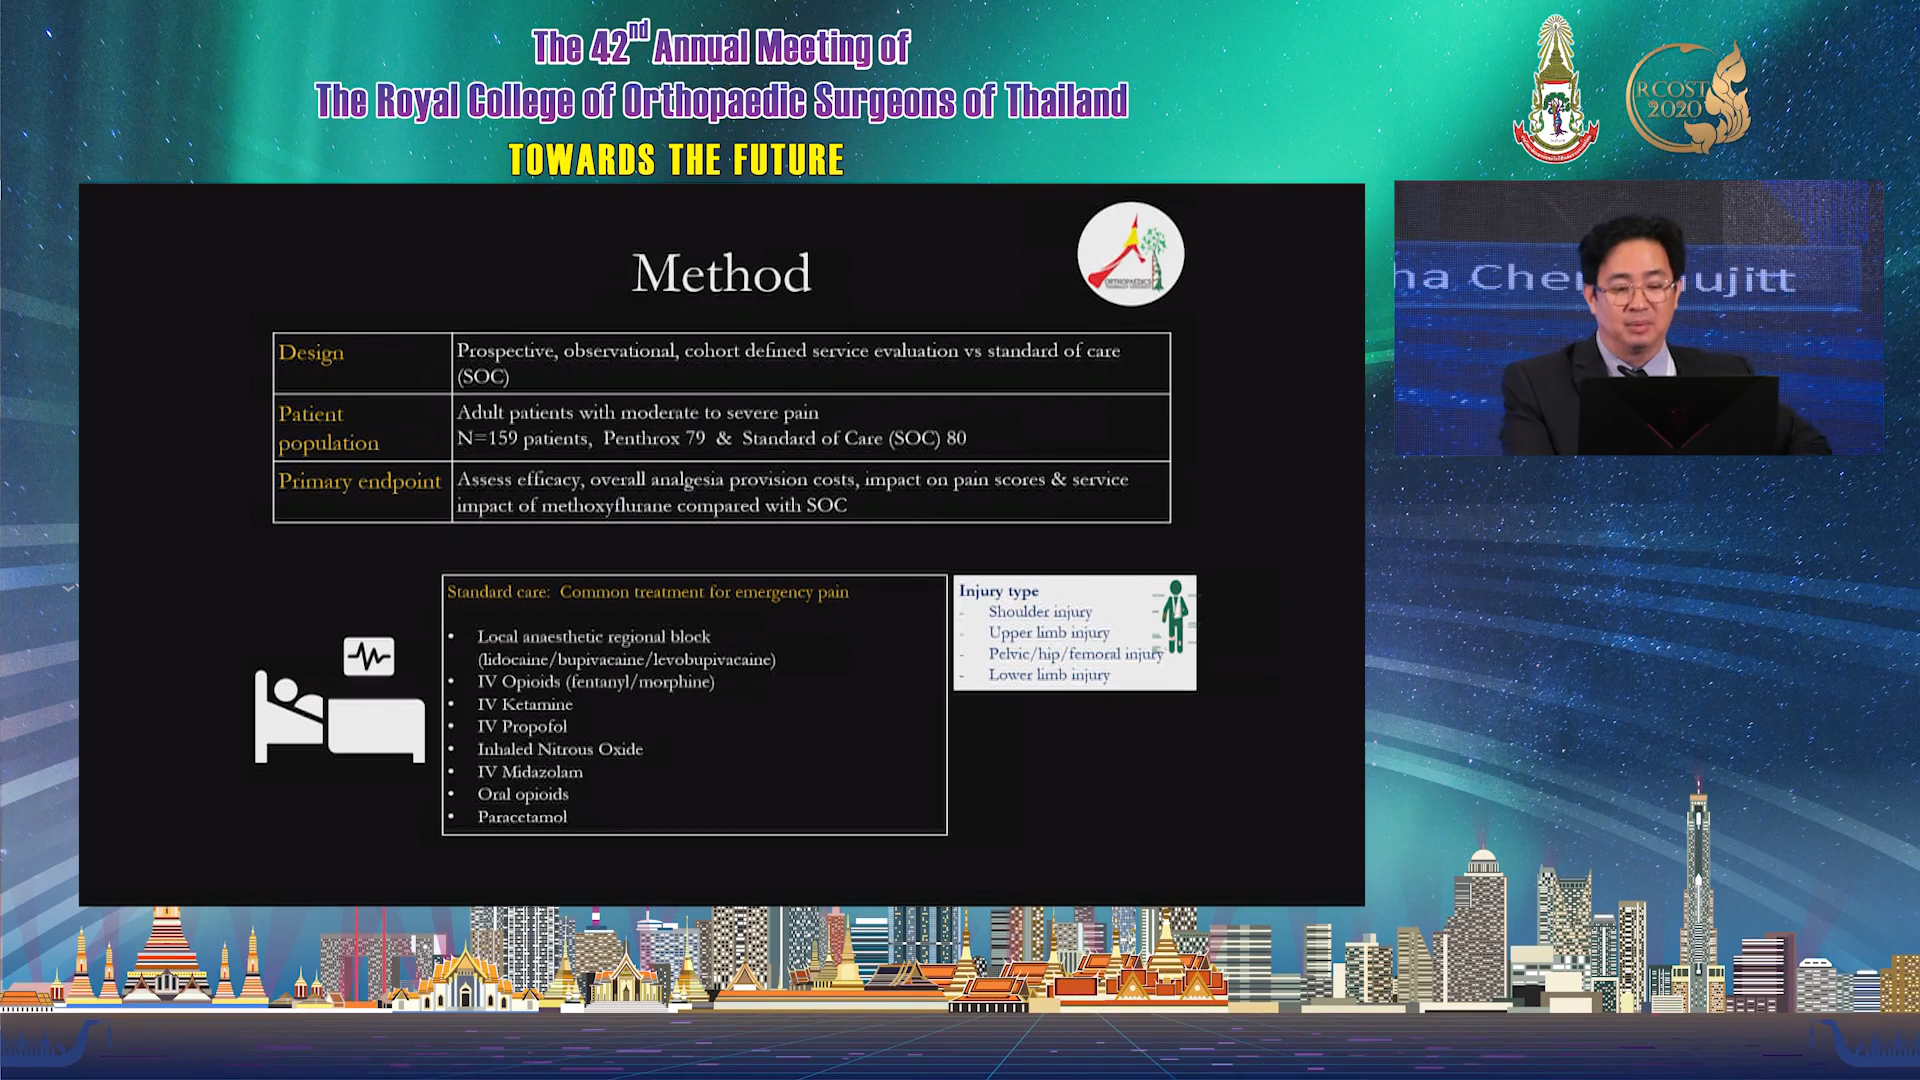 The 42nd Annual Meeting of
The Royal College of Orthopaedic Surgeons of Thailand
TOWARDS THE FUTURE
RCOST
2020
Method
ORTHOPAEDICS
Design
Prospective, observational, cohort defined service evaluation vs standard of care
(SOC)
Patient
population
Adult patients with moderate to severe pain
N=159 patients, Penthrox 79 & Standard of Care (SOC) 80
Primary endpoint
Assess efficacy, overall analgesia provision costs, impact on pain scores & service
impact of methoxyflurane compared with SOC
Standard care: Common treatment for emergency pain
• Local anaesthetic regional block
(lidocaine/bupivacaine/levobupivacaine)
• IV Opioids (fentanyl/morphine)
• IV Ketamine
• IV Propofol
• Inhaled Nitrous Oxide
• IV Midazolam
• Oral opioids
• Paracetamol
Injury type
- Shoulder injury
- Upper limb injury
- Pelvic/hip/femoral injury
- Lower limb injury